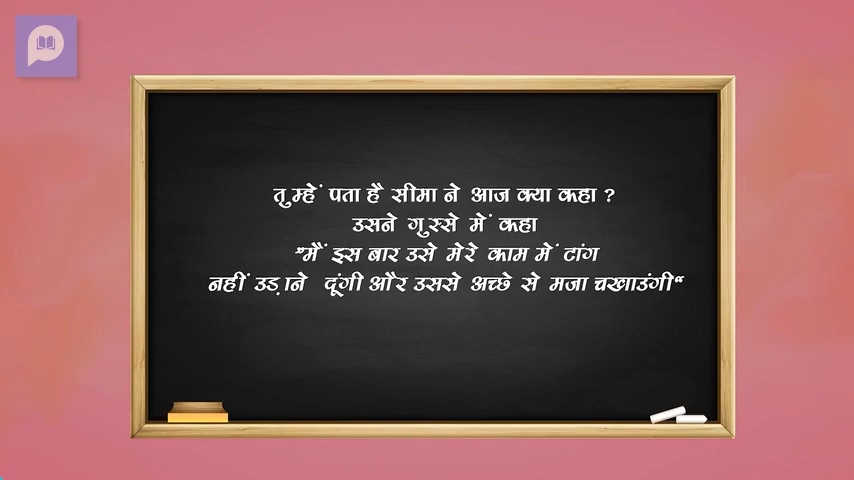 तुम्हें पता है सीमा ने आज क्या कहा ?
उसने गुस्से में कहा
”मैं इस बार उसे मेरे काम में टांग
नहीं उड़ाने दूंगी और उससे अच्छे से मजा चखाउंगी“